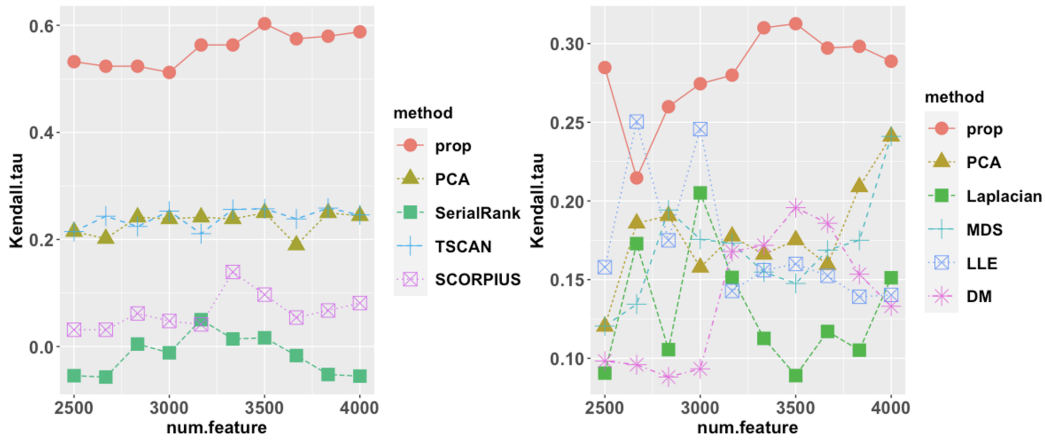 0.6
0.4
0.2
0.0
Kendall.tau
2500
3000
3500
4000
num.feature
method
prop
PCA
SerialRank
TSCAN
SCORPIUS
0.30
0.25
0.20
0.15
0.10
Kendall.tau
2500
3000
3500
4000
num.feature
method
prop
PCA
Laplacian
MDS
LLE
DM